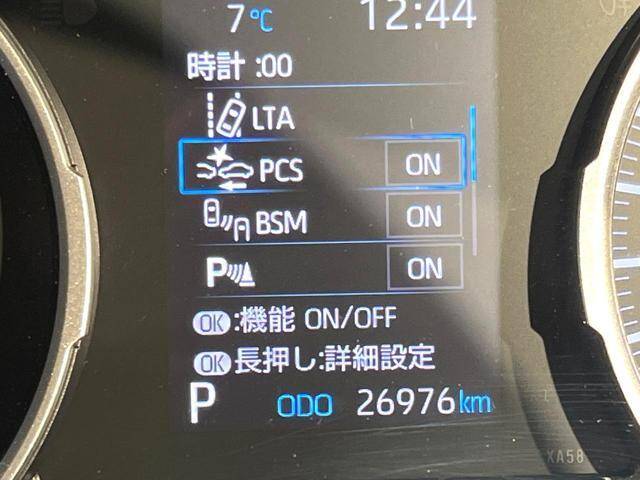 7℃ 12:44
時計 :00
LTA
PCS ON
BSM ON
P ON
OK:機能 ON/OFF
OK長押し:詳細設定
P ODO 26976km
XA58